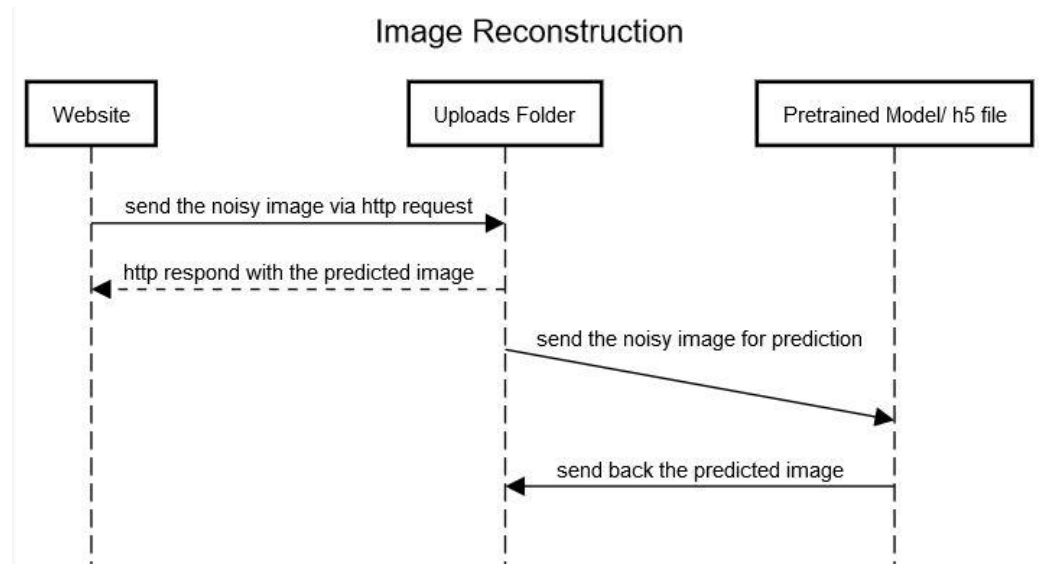 Image Reconstruction
Website
Uploads Folder
Pretrained Model/ h5 file
send the noisy image via http request
http respond with the predicted image
send the noisy image for prediction
send back the predicted image